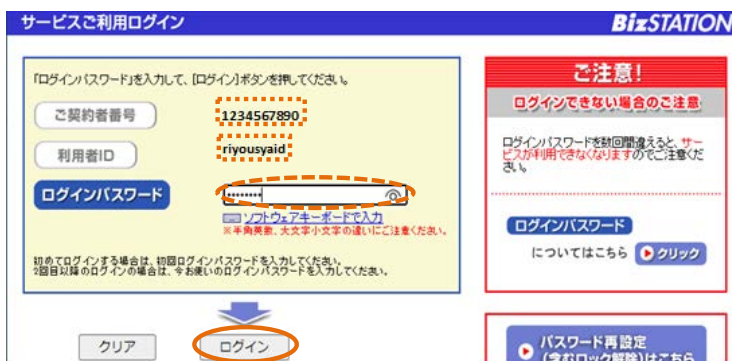 サービスご利用ログイン
BizSTATION
「ログインパスワード」を入力して、[ログイン]ボタンを押してください。
ご契約者番号
1234567890
利用者ID
riyousyaid
ログインパスワード
ソフトウェアキーボードで入力
※半角英数、大文字小文字の違いにご注意ください。
初めてログインする場合は、初回ログインパスワードを入力してください。
2回目以降のログインの場合は、今お使いのログインパスワードを入力してください。
クリア
ログイン
ご注意!
ログインできない場合のご注意
ログインパスワードを数回間違えると、サー
ビスが利用できなくなりますのでご注意くだ
さい。
ログインパスワード
についてはこちら
クリック
パスワード再設定
(含むロック解除)はこちら